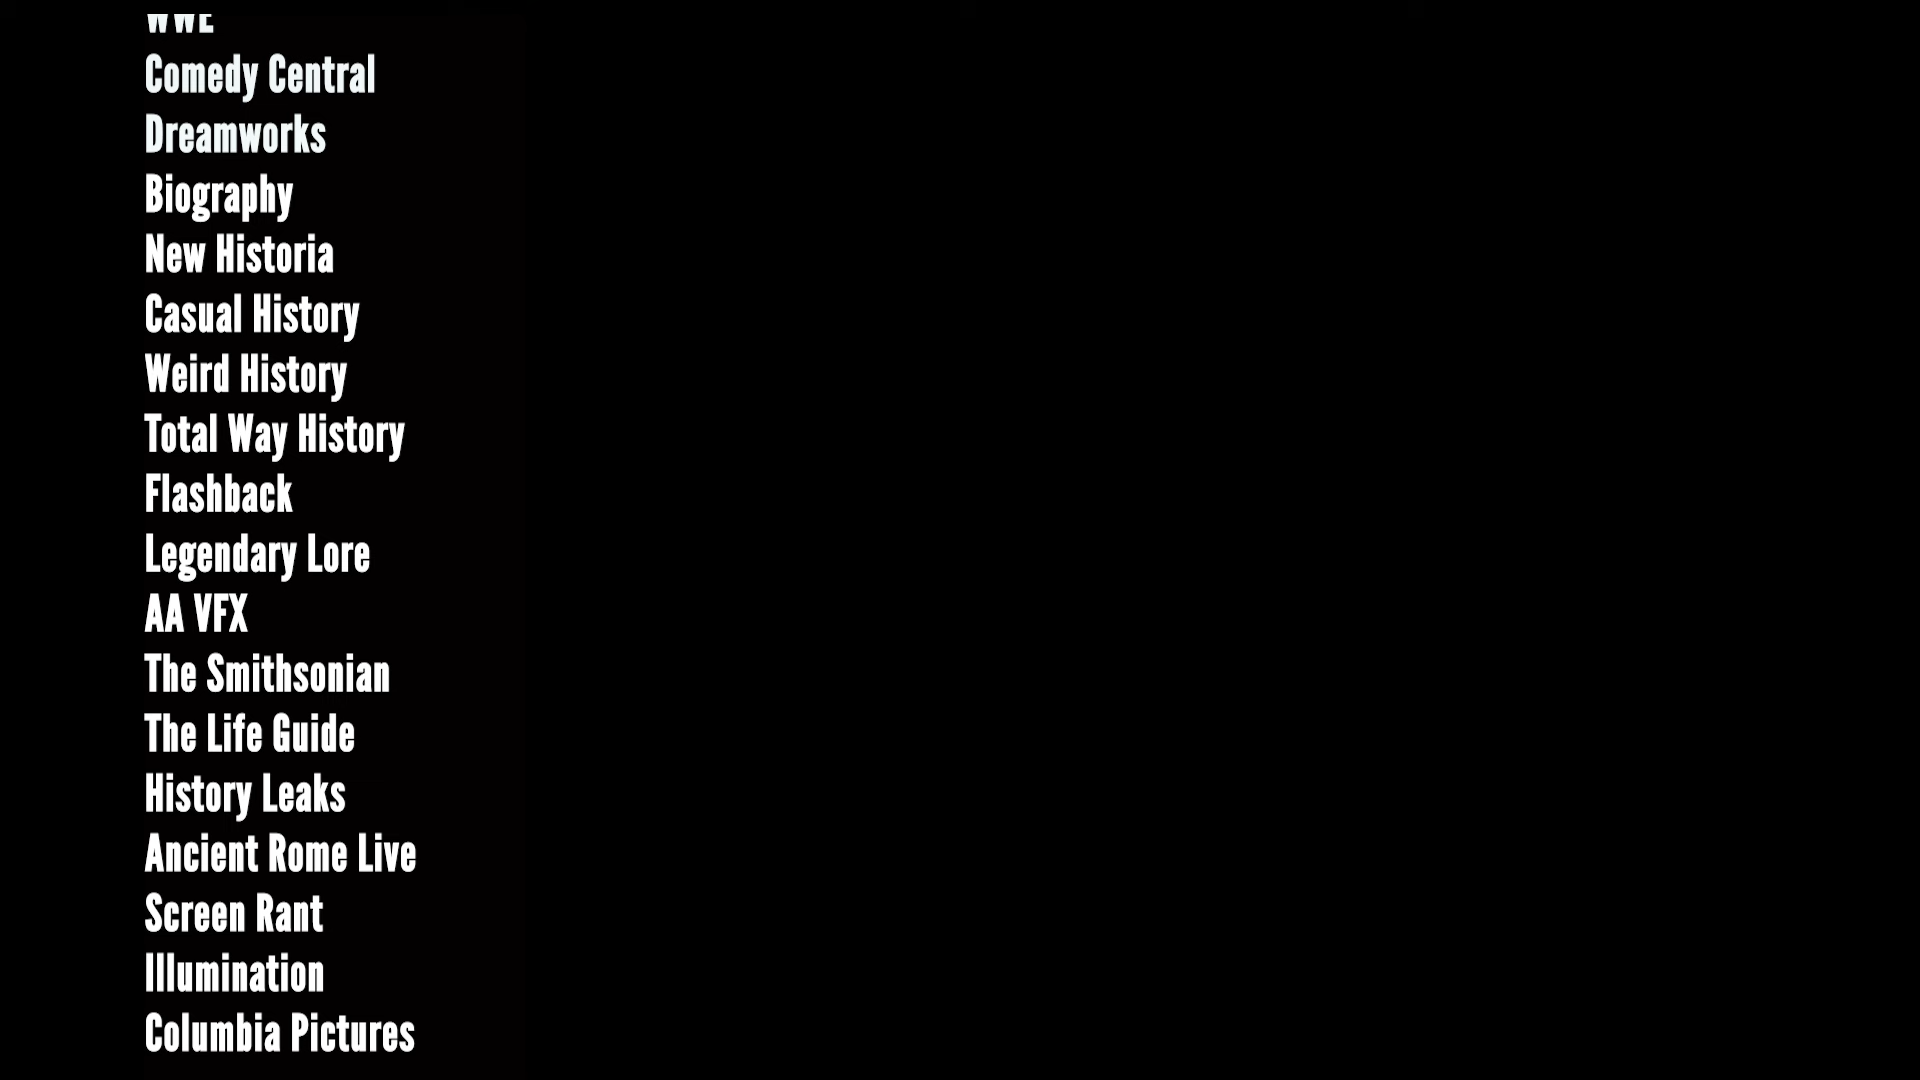 WWE
Comedy Central
Dreamworks
Biography
New Historia
Casual History
Weird History
Total Way History
Flashback
Legendary Lore
AA VFX
The Smithsonian
The Life Guide
History Leaks
Ancient Rome Live
Screen Rant
Illumination
Columbia Pictures